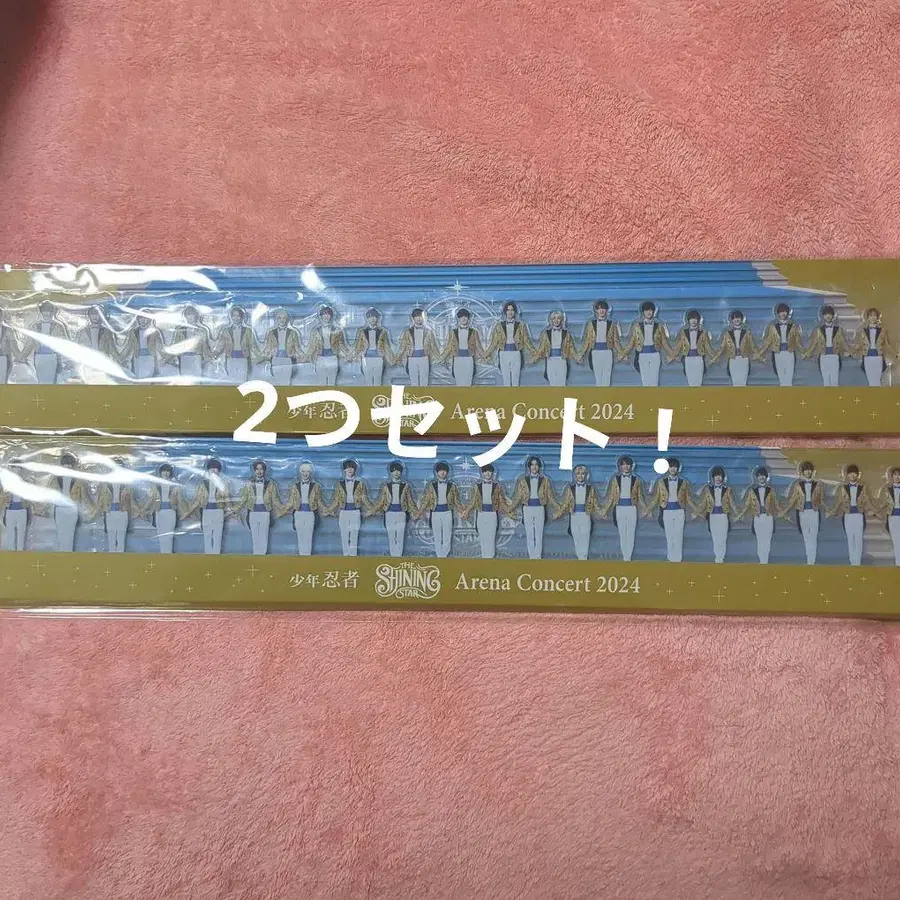 少年忍者 THE SHINING STAR Arena Concert 2024
2つセット！
少年忍者 THE SHINING STAR Arena Concert 2024